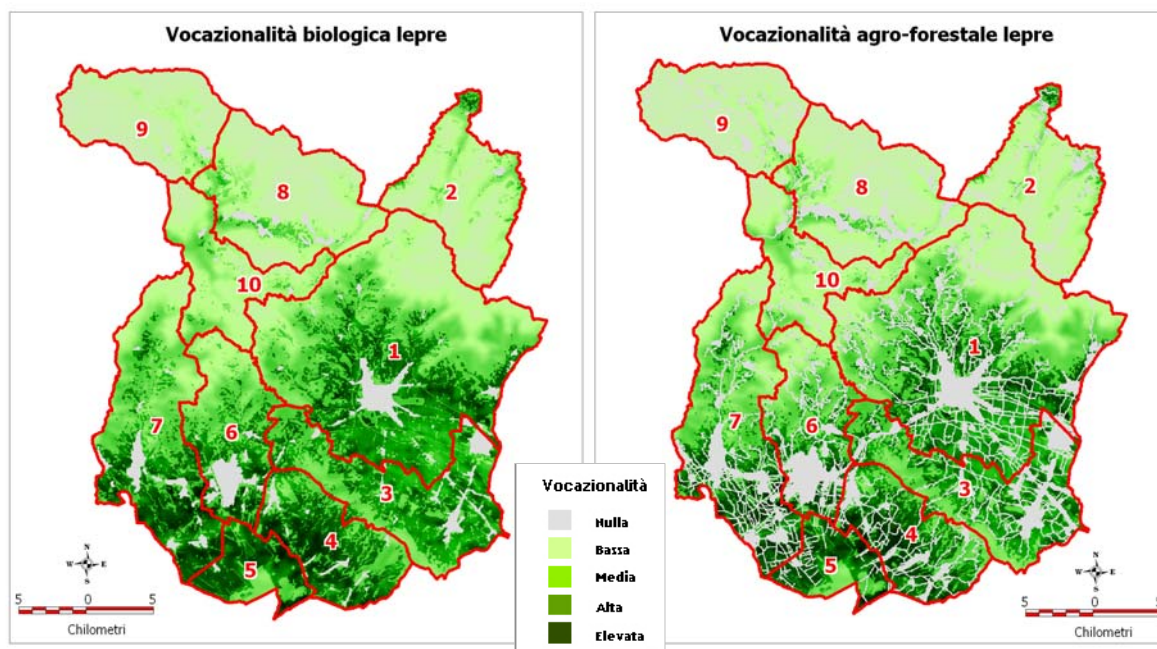 Vocazionalità biologica lepre
9
8
2
10
1
7
6
3
4
5
N
W E
S
5 0 5
Chilometri
Vocazionalità agro-forestale lepre
9
8
2
10
1
7
6
3
4
5
N
W E
S
5 0 5
Chilometri
Vocazionalità
Nulla
Bassa
Media
Alta
Elevata